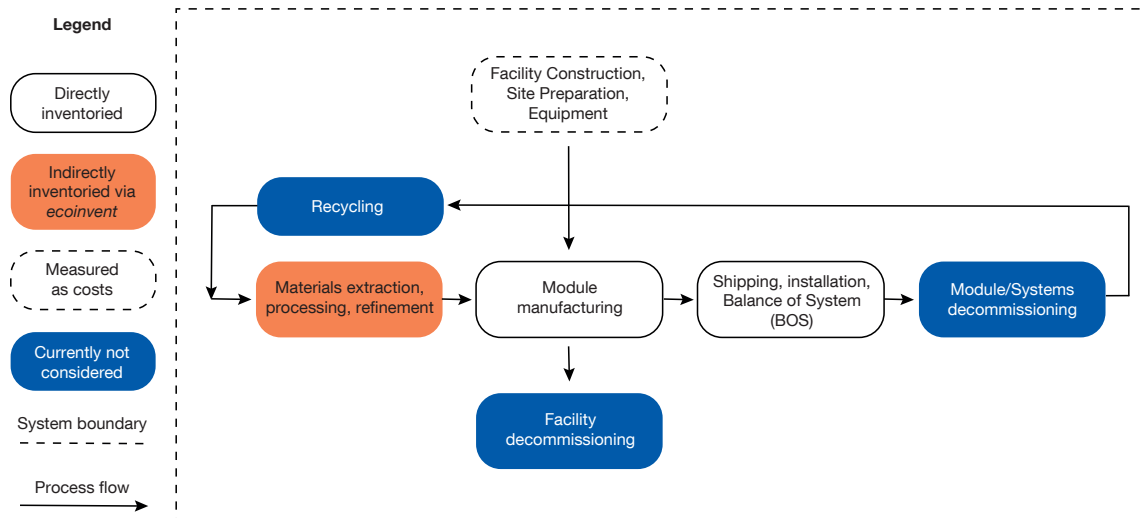 Legend
Directly
inventoried
Indirectly
inventoried via
ecoinvent
Measured
as costs
Currently not
considered
System boundary
Process flow
Facility Construction,
Site Preparation,
Equipment
Recycling
Materials extraction,
processing, refinement
Module
manufacturing
Shipping, installation,
Balance of System
(BOS)
Module/Systems
decommissioning
Facility
decommissioning